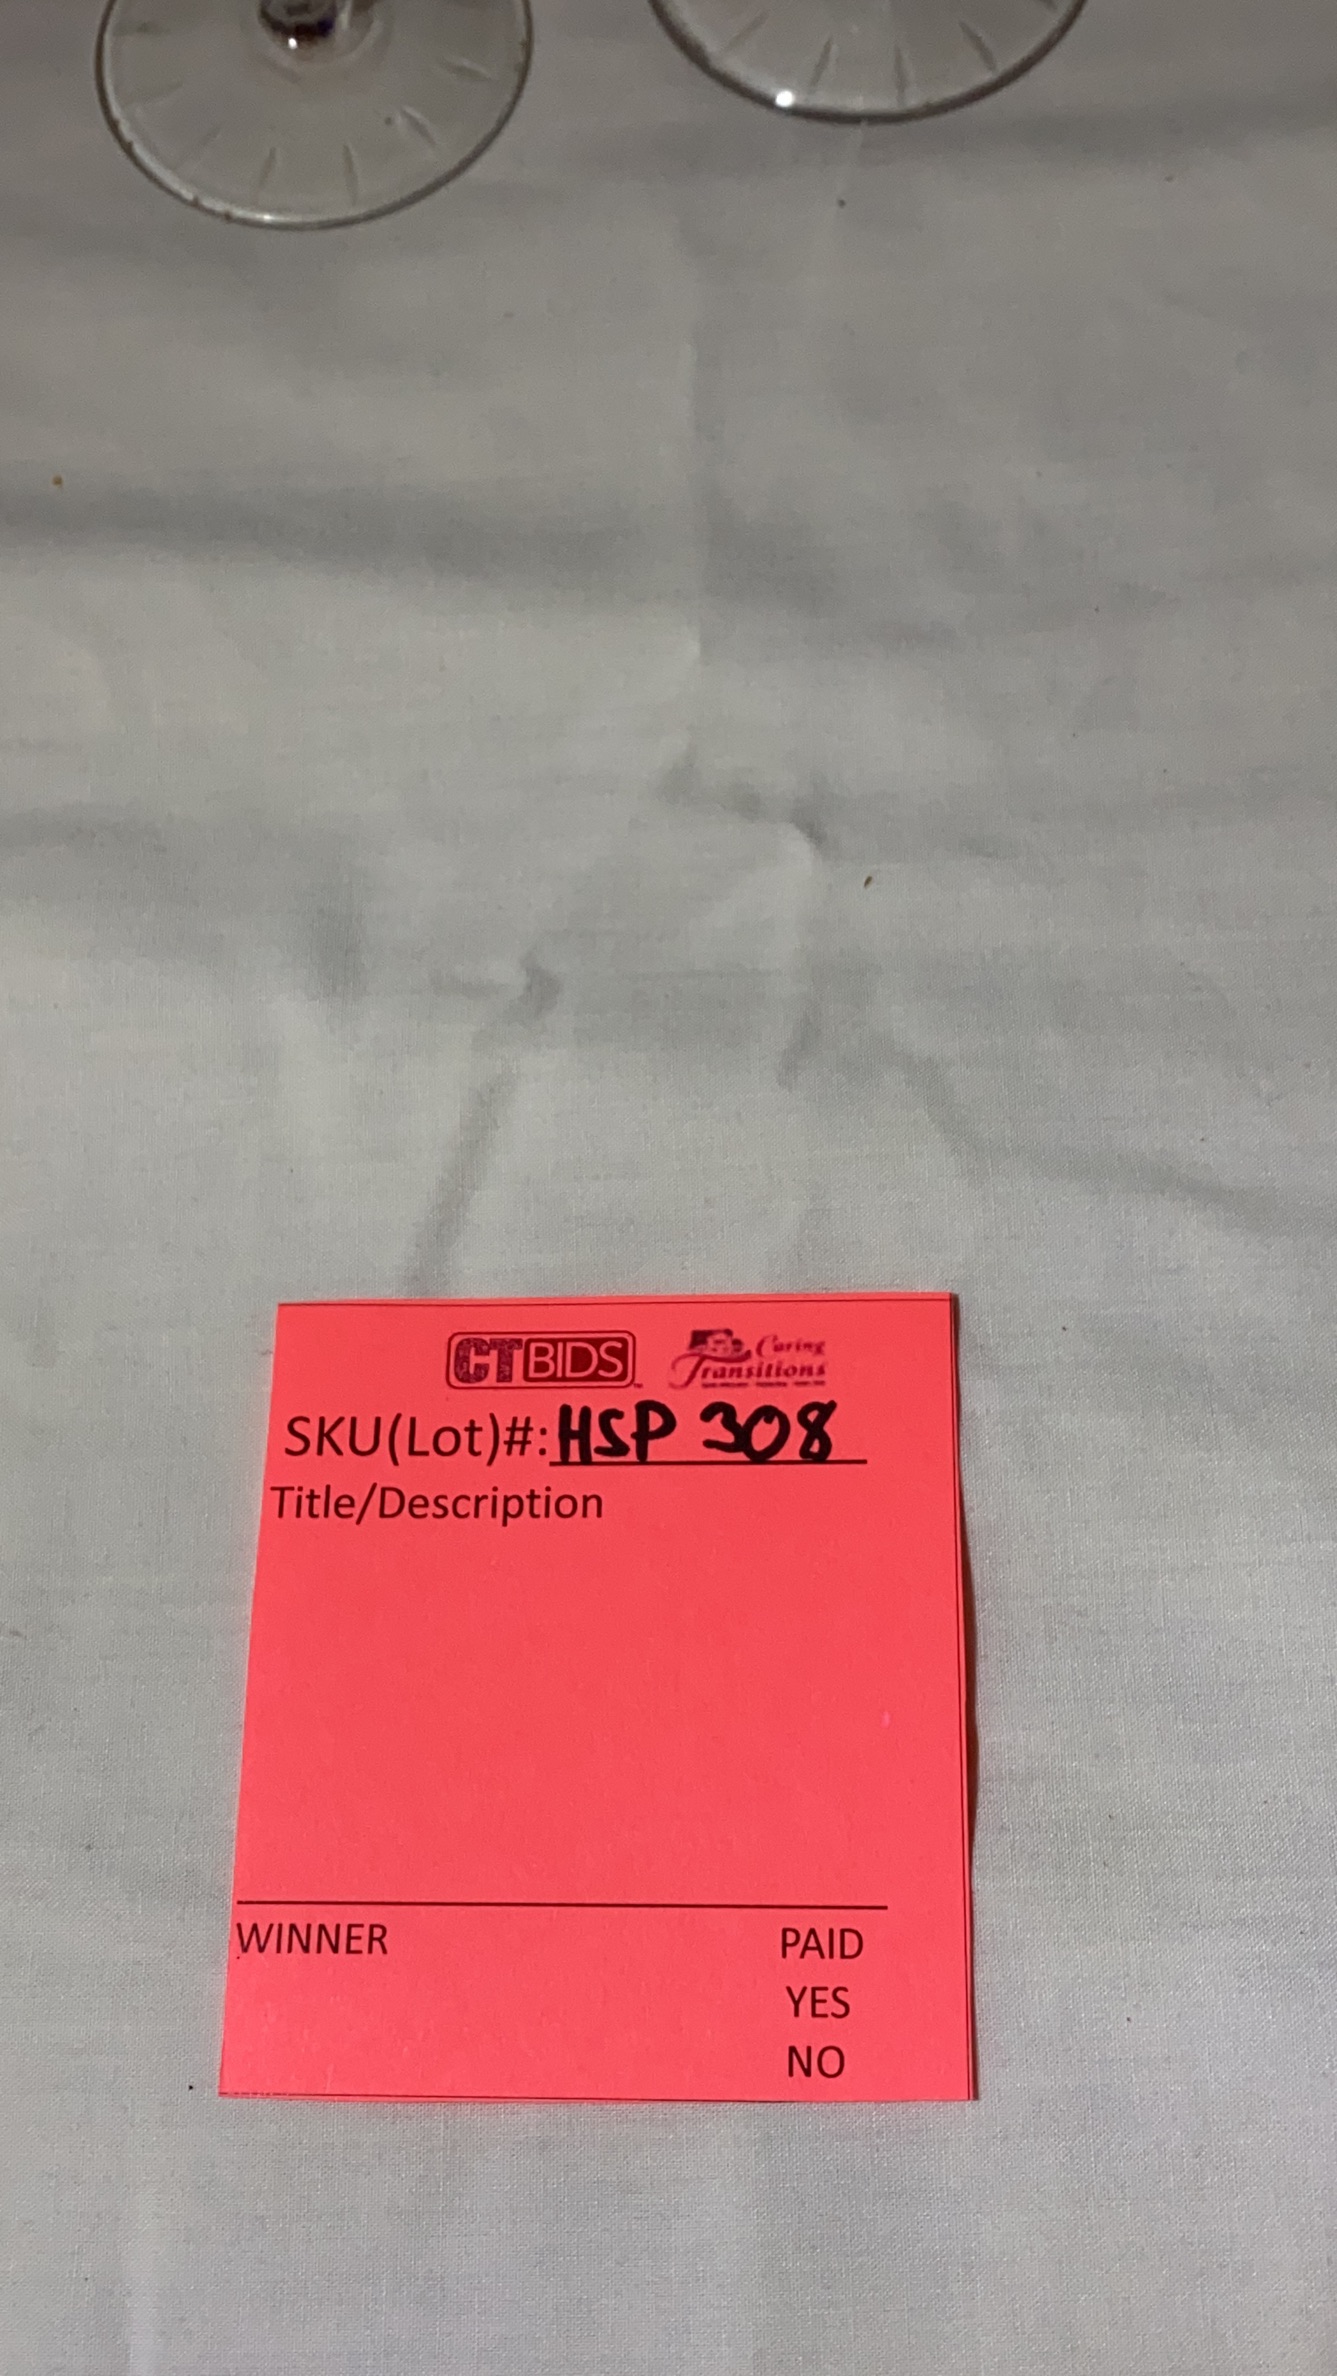 CTBIDS Caring Transitions
SKU(Lot)#: HSP 308
Title/Description
WINNER PAID
YES
NO